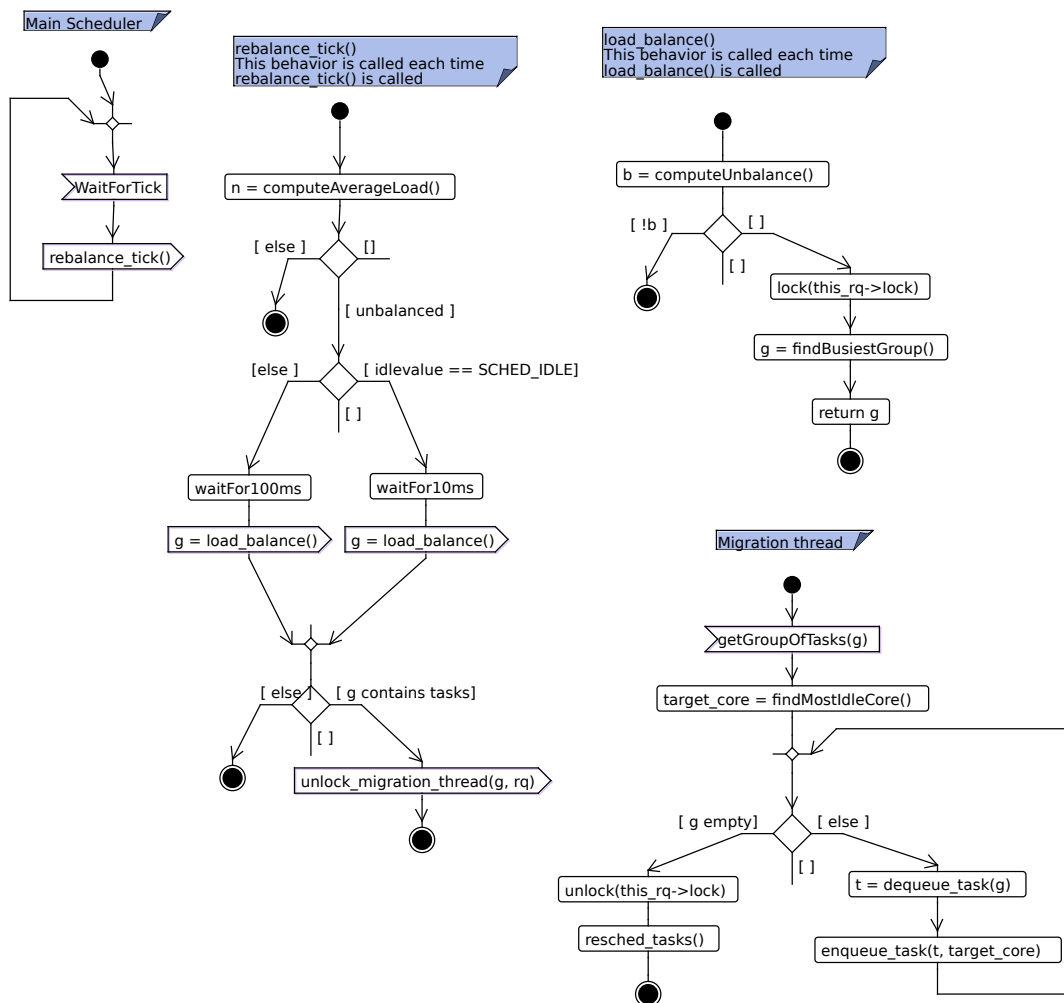 Main Scheduler
WaitForTick
rebalance_tick()
rebalance_tick()
This behavior is called each time
rebalance_tick() is called
n = computeAverageLoad()
[ else ]
[]
[ unbalanced ]
[else ]
[ idlevalue == SCHED_IDLE]
[ ]
waitFor100ms
waitFor10ms
g = load_balance()
g = load_balance()
[ else ]
[ g contains tasks]
[ ]
unlock_migration_thread(g, rq)
load_balance()
This behavior is called each time
load_balance() is called
b = computeUnbalance()
[ !b ]
[ ]
[ ]
lock(this_rq->lock)
g = findBusiestGroup()
return g
Migration thread
getGroupOfTasks(g)
target_core = findMostIdleCore()
[ g empty]
[ else ]
[ ]
unlock(this_rq->lock)
t = dequeue_task(g)
resched_tasks()
enqueue_task(t, target_core)